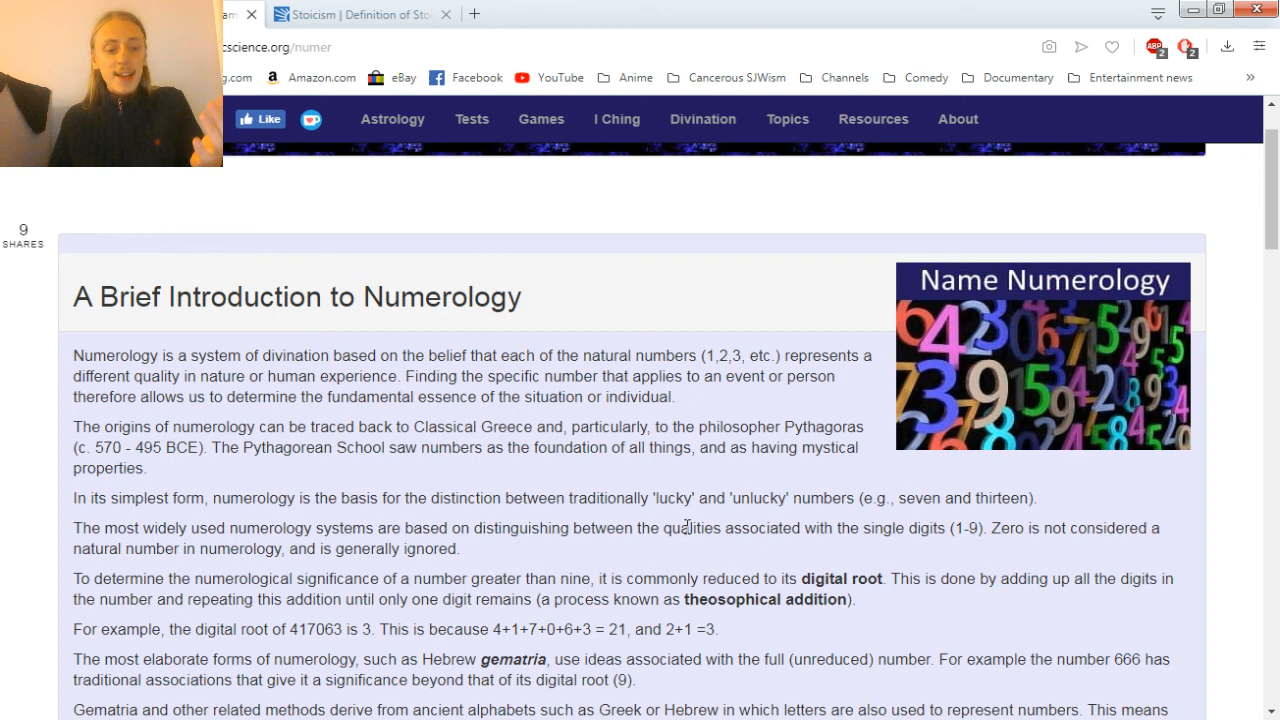 am
Stoicism | Definition of Sto
cscience.org/numer
ABP
2
2
g.com
Amazon.com
eBay
Facebook
YouTube
Anime
Cancerous SJWism
Channels
Comedy
Documentary
Entertainment news
Like
Astrology
Tests
Games
I Ching
Divination
Topics
Resources
About
9
SHARES
A Brief Introduction to Numerology
Name Numerology
Numerology is a system of divination based on the belief that each of the natural numbers (1,2,3, etc.) represents a
different quality in nature or human experience. Finding the specific number that applies to an event or person
therefore allows us to determine the fundamental essence of the situation or individual.
The origins of numerology can be traced back to Classical Greece and, particularly, to the philosopher Pythagoras
(c. 570 - 495 BCE). The Pythagorean School saw numbers as the foundation of all things, and as having mystical
properties.
In its simplest form, numerology is the basis for the distinction between traditionally 'lucky' and 'unlucky' numbers (e.g., seven and thirteen).
The most widely used numerology systems are based on distinguishing between the qualities associated with the single digits (1-9). Zero is not considered a
natural number in numerology, and is generally ignored.
To determine the numerological significance of a number greater than nine, it is commonly reduced to its digital root. This is done by adding up all the digits in
the number and repeating this addition until only one digit remains (a process known as theosophical addition).
For example, the digital root of 417063 is 3. This is because 4+1+7+0+6+3 = 21, and 2+1 =3.
The most elaborate forms of numerology, such as Hebrew gematria, use ideas associated with the full (unreduced) number. For example the number 666 has
traditional associations that give it a significance beyond that of its digital root (9).
Gematria and other related methods derive from ancient alphabets such as Greek or Hebrew in which letters are also used to represent numbers. This means